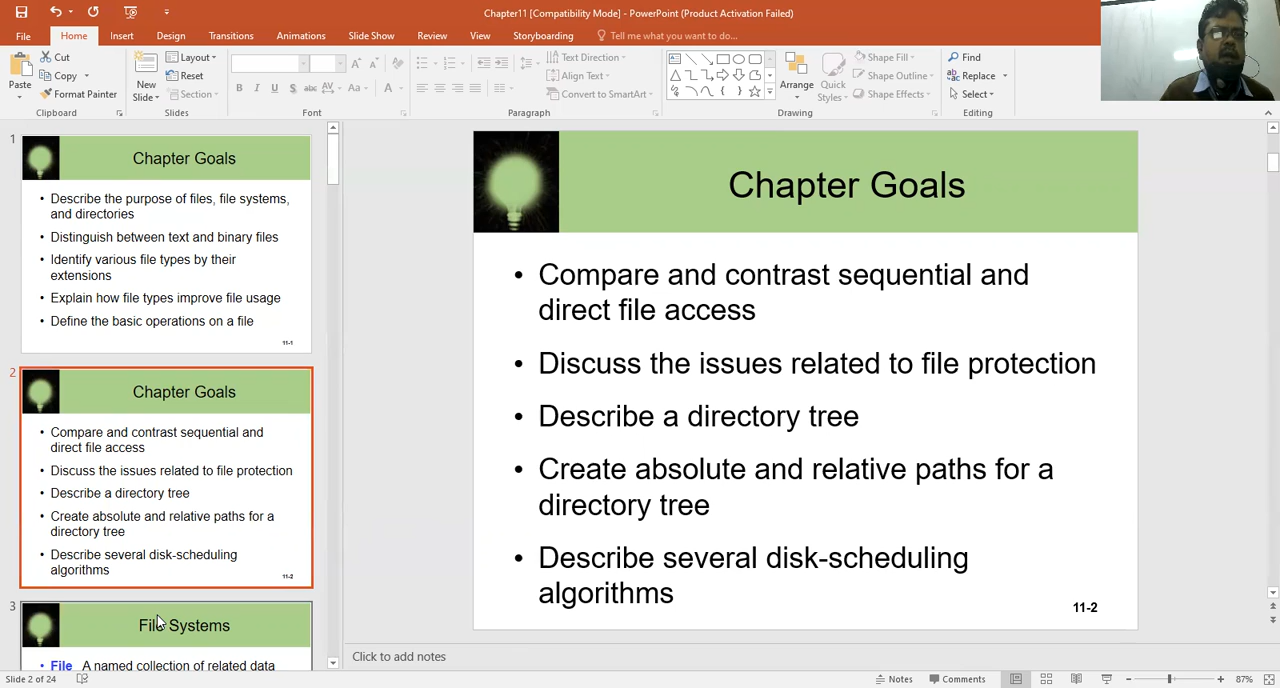 Chapter11 [Compatibility Mode] - PowerPoint (Product Activation Failed)
File Home Insert Design Transitions Animations Slide Show Review View Storyboarding Tell me what you want to do...
Paste
Cut
Copy
Format Painter
Clipboard
New
Slide
Layout
Reset
Section
Slides
B I U S abc AV Aa A
Font
Text Direction
Align Text
Convert to SmartArt
Paragraph
Arrange
Quick
Styles
Shape Fill
Shape Outline
Shape Effects
Drawing
Find
Replace
Select
Editing
1
Chapter Goals
• Describe the purpose of files, file systems,
and directories
• Distinguish between text and binary files
• Identify various file types by their
extensions
• Explain how file types improve file usage
• Define the basic operations on a file
11-1
2
Chapter Goals
• Compare and contrast sequential and
direct file access
• Discuss the issues related to file protection
• Describe a directory tree
• Create absolute and relative paths for a
directory tree
• Describe several disk-scheduling
algorithms
11-2
3
File Systems
• File A named collection of related data
Chapter Goals
• Compare and contrast sequential and
direct file access
• Discuss the issues related to file protection
• Describe a directory tree
• Create absolute and relative paths for a
directory tree
• Describe several disk-scheduling
algorithms
11-2
Click to add notes
Slide 2 of 24
Notes Comments 87%